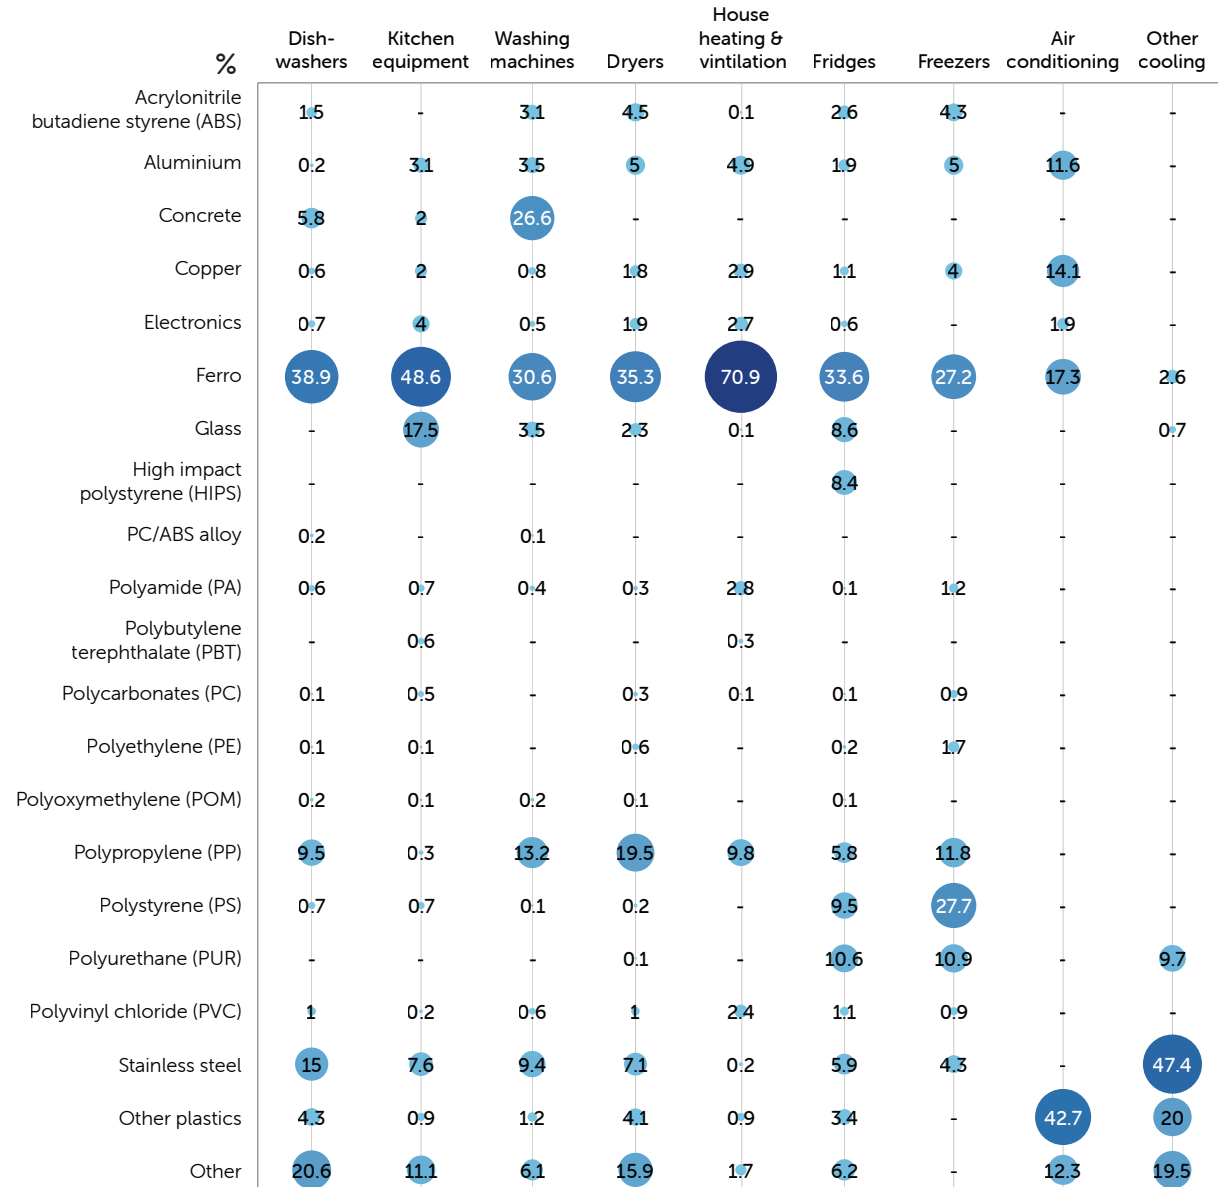 House
Dish- Kitchen Washing heating & Air Other
% washers equipment machines Dryers vintilation Fridges Freezers conditioning cooling
Acrylonitrile
butadiene styrene (ABS) 1.5 - 3.1 4.5 0.1 2.6 4.3 - -
Aluminium 0.2 3.1 3.5 5 4.9 1.9 5 11.6 -
Concrete 5.8 2 26.6 - - - - - -
Copper 0.6 2 0.8 1.8 2.9 1.1 4 14.1 -
Electronics 0.7 4 0.5 1.9 2.7 0.6 - 1.9 -
Ferro 38.9 48.6 30.6 35.3 70.9 33.6 27.2 17.3 2.6
Glass - 17.5 3.5 2.3 0.1 8.6 - - 0.7
High impact
polystyrene (HIPS) - - - - - 8.4 - - -
PC/ABS alloy 0.2 - 0.1 - - - - - -
Polyamide (PA) 0.6 0.7 0.4 0.3 2.8 0.1 1.2 - -
Polybutylene
terephthalate (PBT) - 0.6 - - 0.3 - - - -
Polycarbonates (PC) 0.1 0.5 - 0.3 0.1 0.1 0.9 - -
Polyethylene (PE) 0.1 0.1 - 0.6 - 0.2 1.7 - -
Polyoxymethylene (POM) 0.2 0.1 0.2 0.1 - 0.1 - - -
Polypropylene (PP) 9.5 0.3 13.2 19.5 9.8 5.8 11.8 - -
Polystyrene (PS) 0.7 0.7 0.1 0.2 - 9.5 27.7 - -
Polyurethane (PUR) - - - 0.1 - 10.6 10.9 - 9.7
Polyvinyl chloride (PVC) 1 0.2 0.6 1 2.4 1.1 0.9 - -
Stainless steel 15 7.6 9.4 7.1 0.2 5.9 4.3 - 47.4
Other plastics 4.3 0.9 1.2 4.1 0.9 3.4 - 42.7 20
Other 20.6 11.1 6.1 15.9 1.7 6.2 - 12.3 19.5